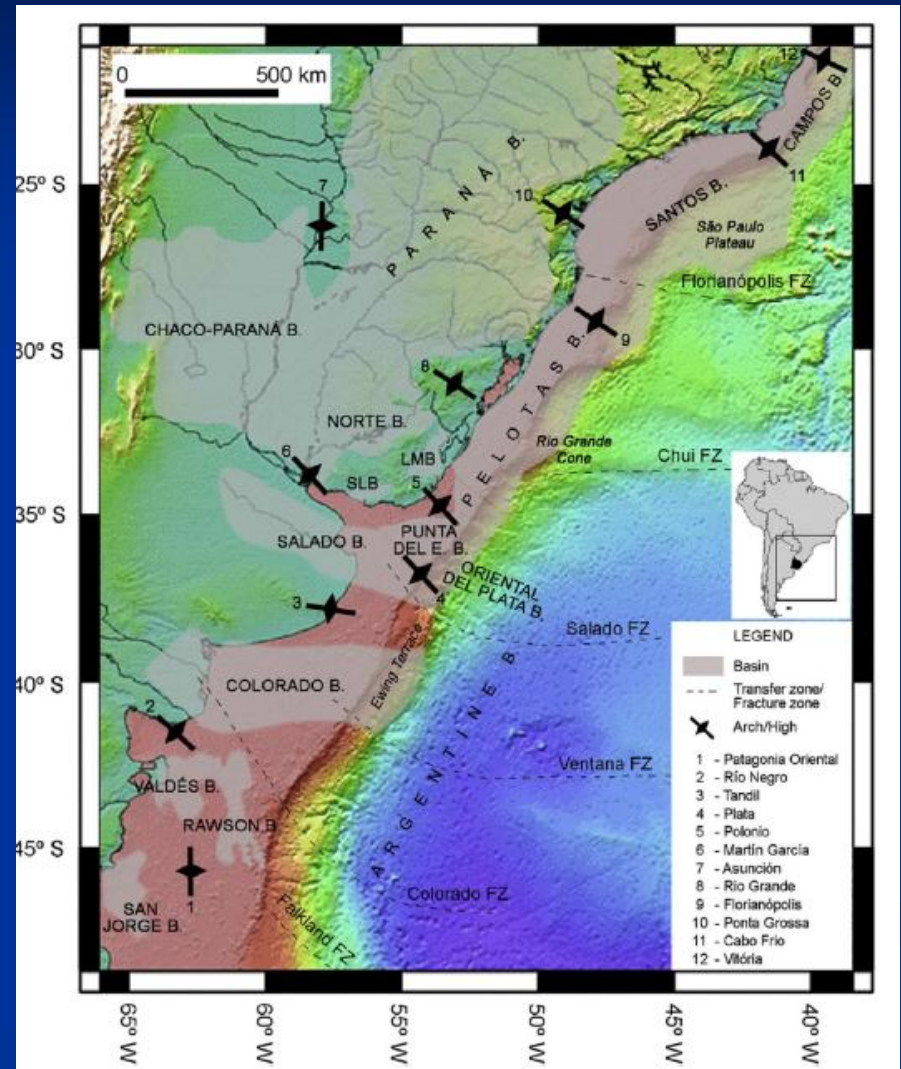 0 500 km
12
CAMPOS B.
11
25º S
7
PARANÁ B.
10
SANTOS B.
São Paulo
Plateau
Florianópolis FZ
CHACO-PARANÁ B.
30º S
9
8
PELOTAS B.
NORTE B.
Rio Grande
Cone
6
LMB
Chui FZ
SLB
5
35º S
SALADO B.
PUNTA
DEL E. B.
ORIENTAL
DEL PLATA B.
3
4
Salado FZ
Ewing Terrace
40º S
COLORADO B.
2
ARGENTINE B.
Ventana FZ
VALDÉS B.
RAWSON B.
45º S
Colorado FZ
SAN
JORGE B.
1
Falkland FZ
LEGEND
Basin
Transfer zone/
Fracture zone
Arch/High
1 - Patagonia Oriental
2 - Río Negro
3 - Tandil
4 - Plata
5 - Polonio
6 - Martín García
7 - Asunción
8 - Rio Grande
9 - Florianópolis
10 - Ponta Grossa
11 - Cabo Frio
12 - Vitória
65º W
60º W
55º W
50º W
45º W
40º W